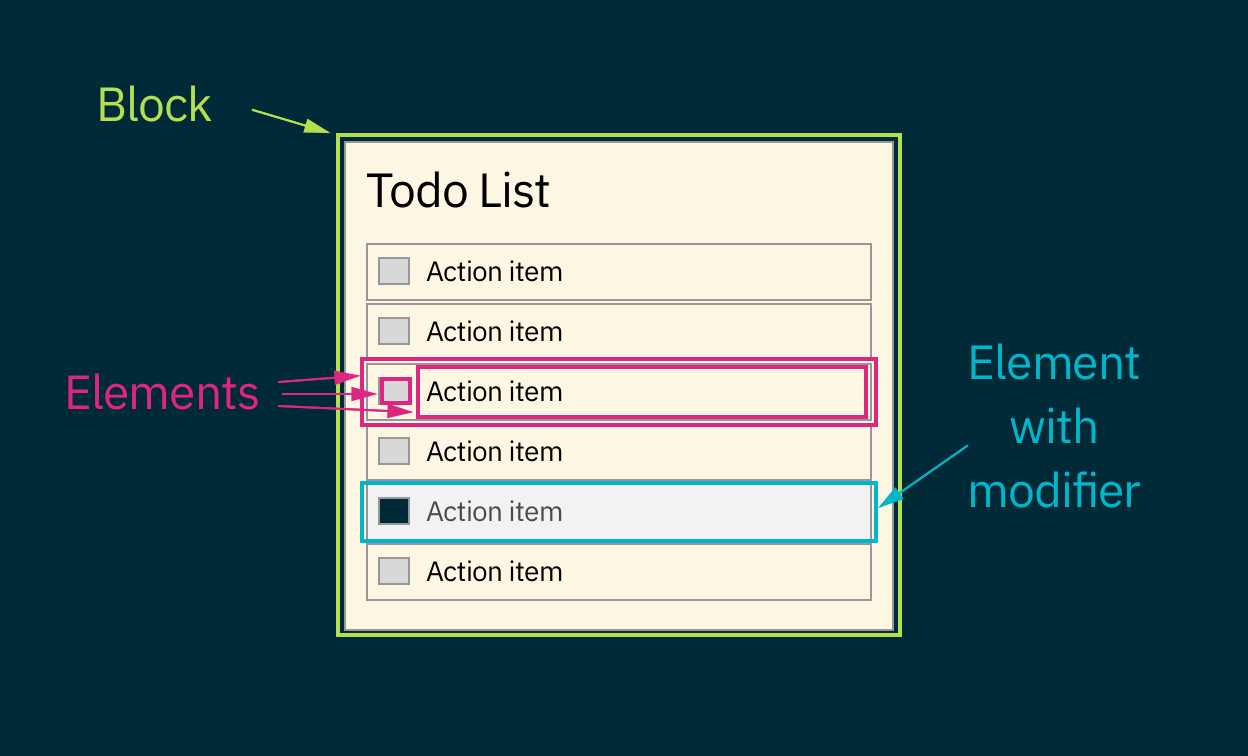 Block
Todo List
Action item
Action item
Elements
Action item
Action item
Action item
Action item
Element
with
modifier